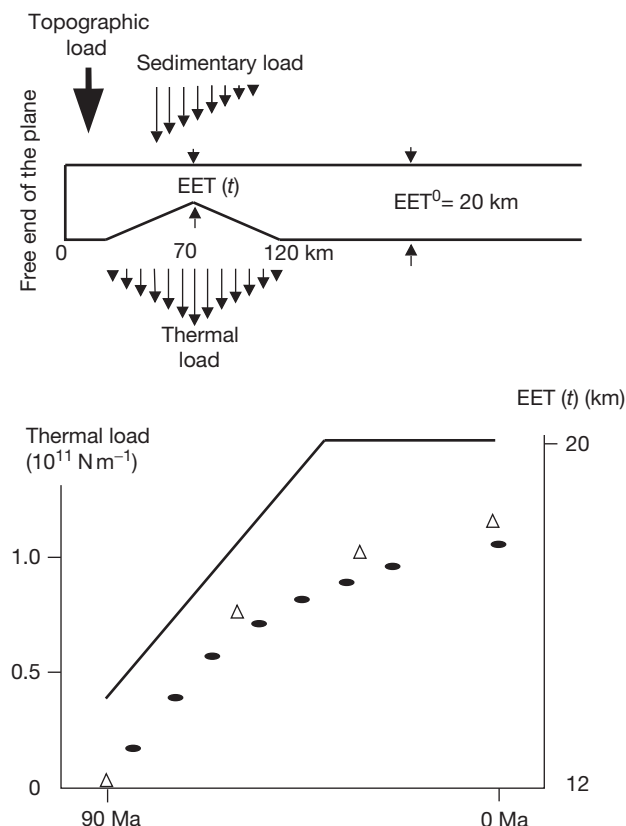 Topographic
load
Sedimentary load
Free end of the plane
EET (t)
EET⁰= 20 km
0
70
120 km
Thermal
load
EET (t) (km)
Thermal load
(10¹¹ N m⁻¹)
20
1.0
0.5
0
12
90 Ma
0 Ma